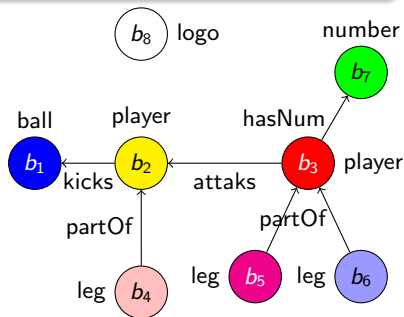 b8 logo
number
b7
ball
player
hasNum
b1
b2
b3
player
kicks
attaks
partOf
partOf
leg
b4
leg
b5
leg
b6